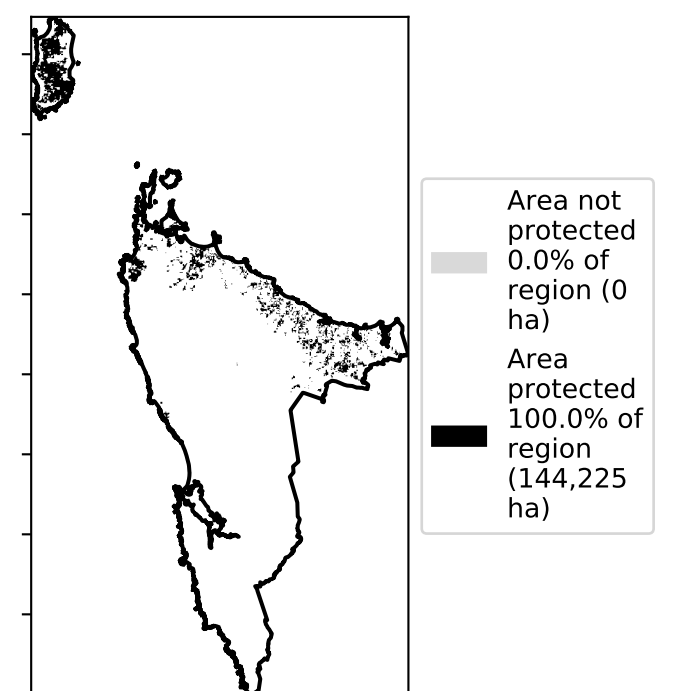 Area not
protected
0.0% of
region (0
ha)
Area
protected
100.0% of
region
(144,225
ha)